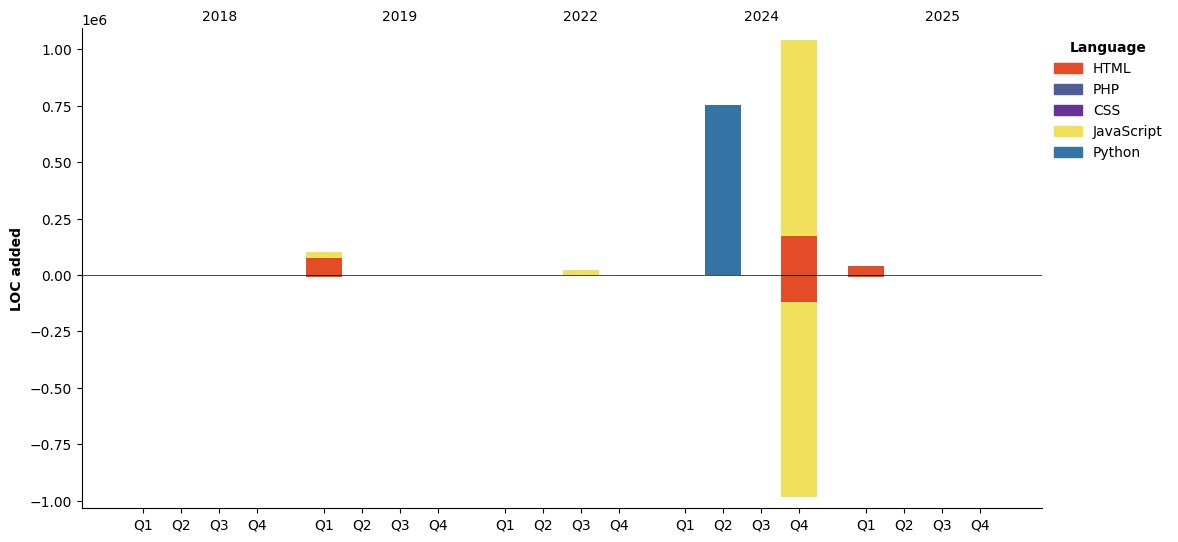 2018 2019 2022 2024 2025
1e6
Language
HTML
PHP
CSS
JavaScript
Python
LOC added
1.00
0.75
0.50
0.25
0.00
−0.25
−0.50
−0.75
−1.00
Q1 Q2 Q3 Q4 Q1 Q2 Q3 Q4 Q1 Q2 Q3 Q4 Q1 Q2 Q3 Q4 Q1 Q2 Q3 Q4